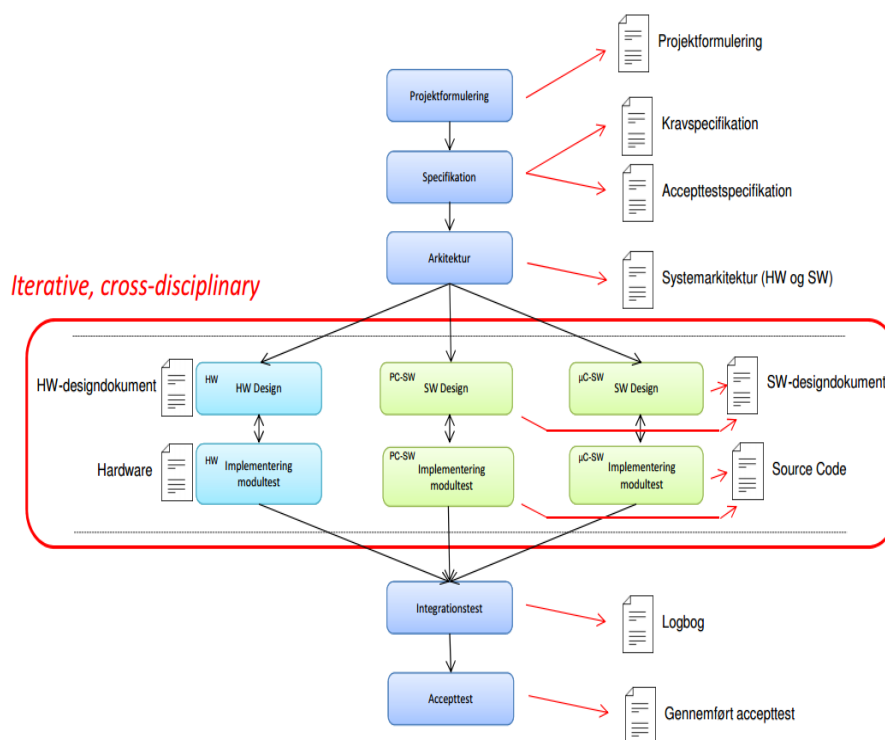 Projektformulering
Projektformulering
Kravspecifikation
Specifikation
Accepttestspecifikation
Arkitektur
Systemarkitektur (HW og SW)
Iterative, cross-disciplinary
HW-designdokument
HW
HW Design
PC-SW
SW Design
µC-SW
SW Design
SW-designdokument
Hardware
HW
Implementering
modultest
PC-SW
Implementering
modultest
µC-SW
Implementering
modultest
Source Code
Integrationstest
Logbog
Accepttest
Gennemført accepttest